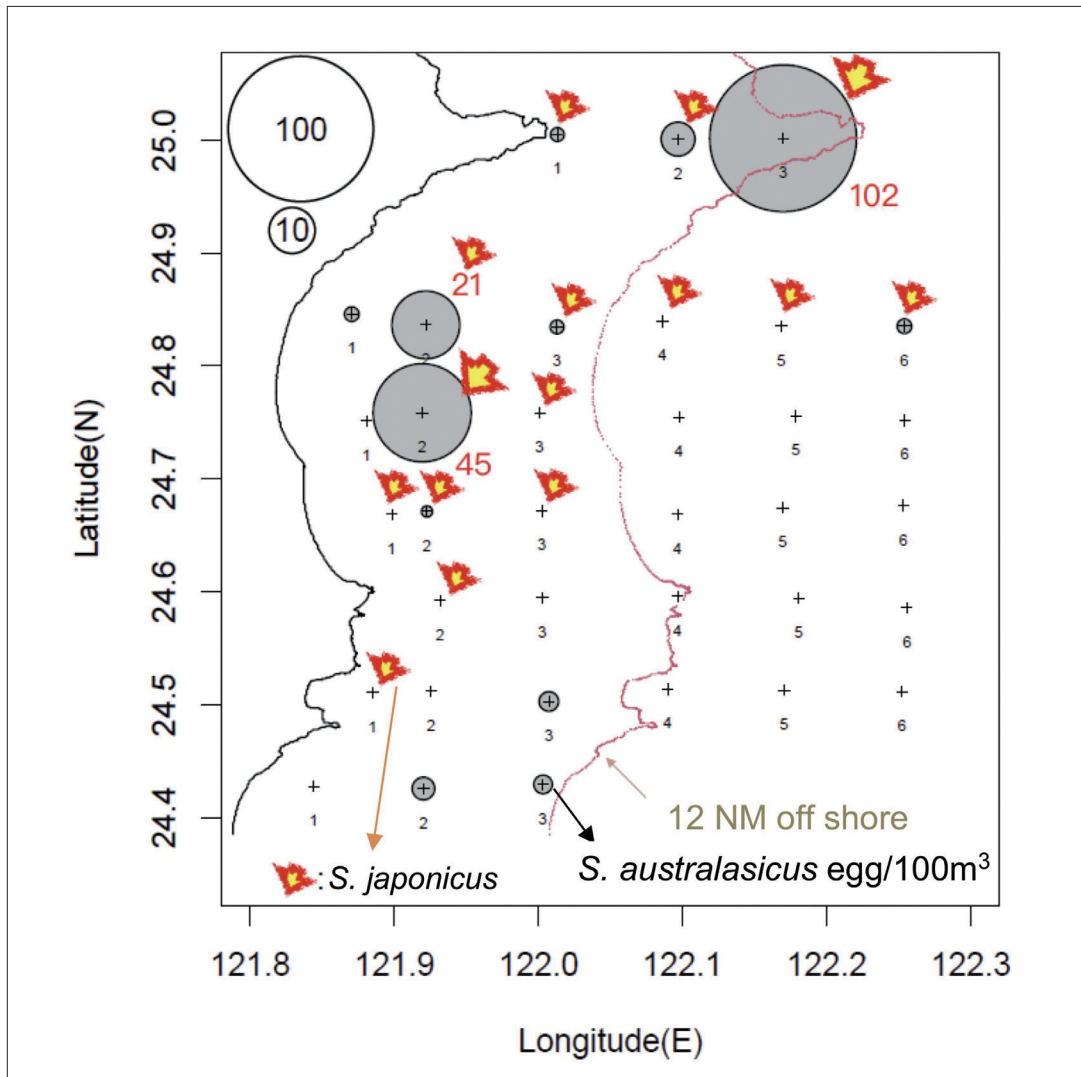 100
10
1 2 3
102
21
1 2 3 4 5 6
1 2 3 4 5 6
45
1 2 3 4 5 6
2 3 4 5 6
1 2 3 4 5 6
1 2 3
12 NM off shore
: S. japonicus
S. australasicus egg/100m³
Latitude(N)
25.0
24.9
24.8
24.7
24.6
24.5
24.4
121.8 121.9 122.0 122.1 122.2 122.3
Longitude(E)